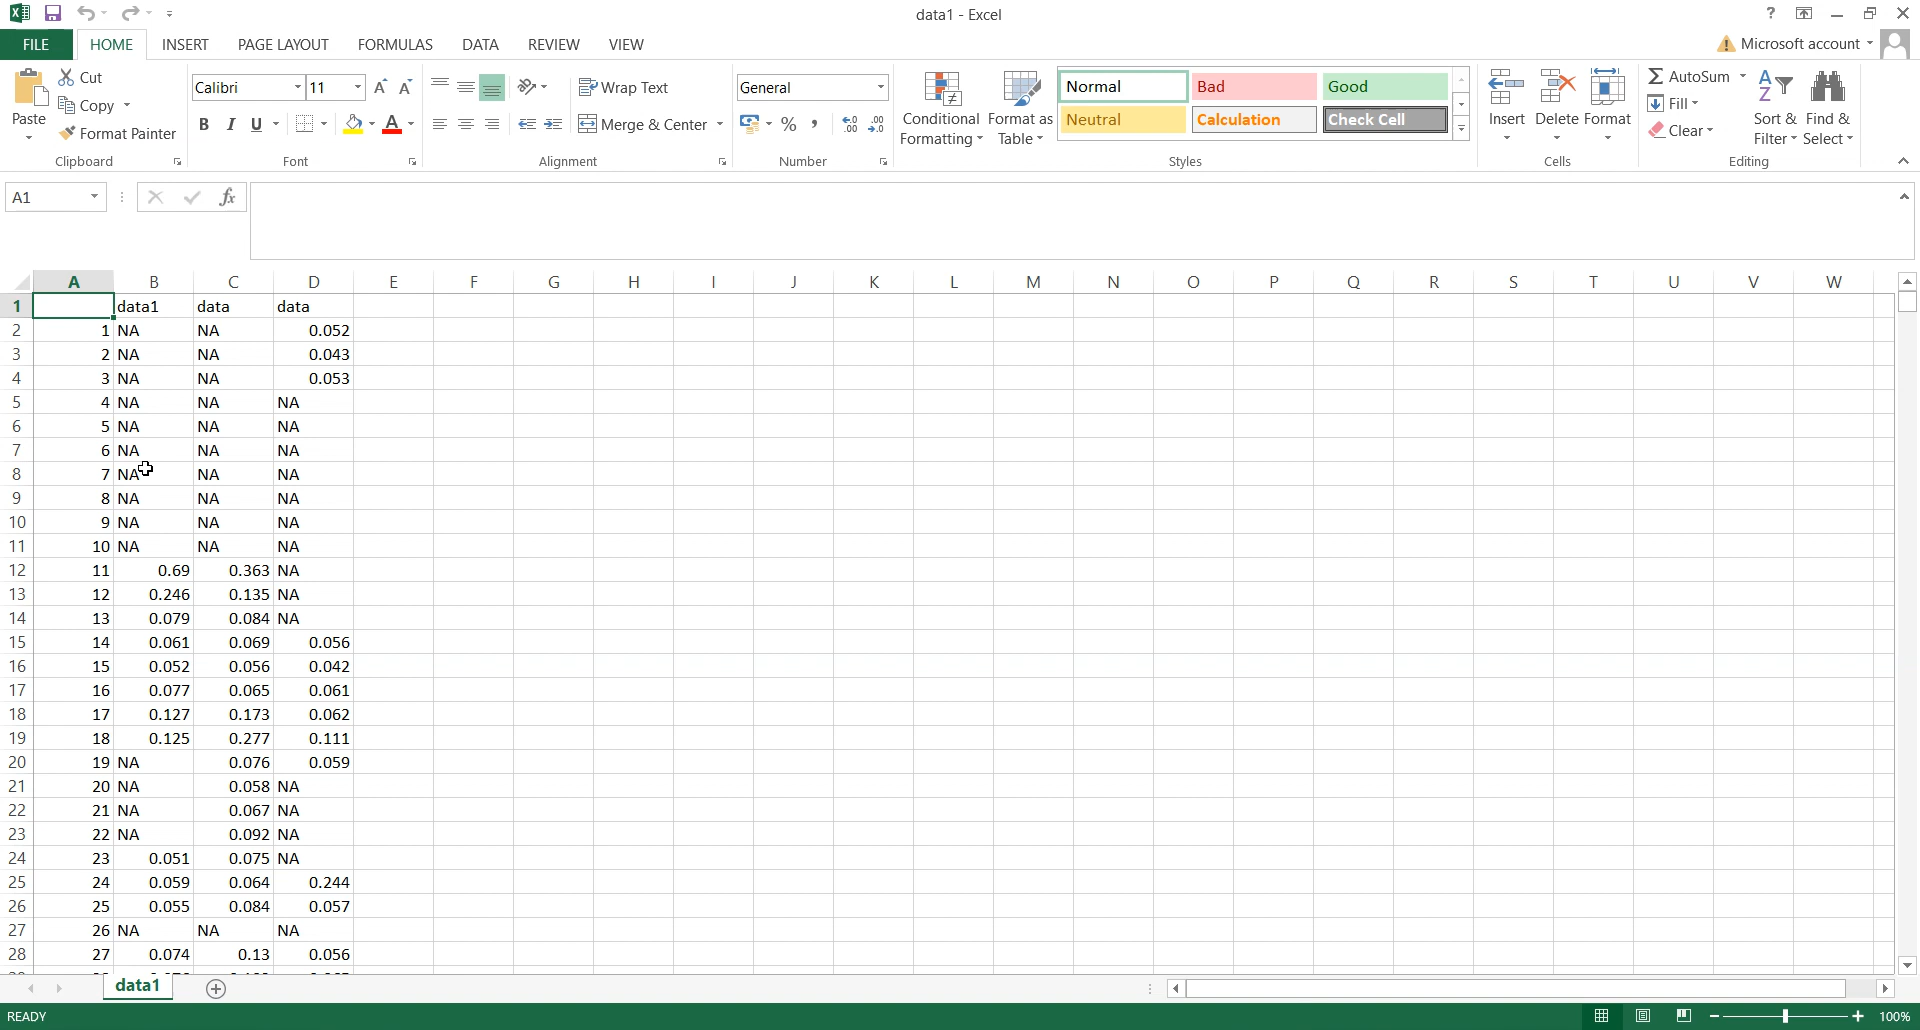 data1 - Excel
FILE HOME INSERT PAGE LAYOUT FORMULAS DATA REVIEW VIEW Microsoft account
Paste
Cut
Copy
Format Painter
Clipboard
Calibri 11
B I U
Font
Wrap Text
Merge & Center
Alignment
General
%
Number
Conditional Formatting
Format as Table
Normal Bad Good
Neutral Calculation Check Cell
Styles
Insert Delete Format
Cells
AutoSum
Fill
Clear
Sort & Filter
Find & Select
Editing
A1 fx
A B C D E F G H I J K L M N O P Q R S T U V W
1 data1 data data
2 1 NA NA 0.052
3 2 NA NA 0.043
4 3 NA NA 0.053
5 4 NA NA NA
6 5 NA NA NA
7 6 NA NA NA
8 7 NA NA NA
9 8 NA NA NA
10 9 NA NA NA
11 10 NA NA NA
12 11 0.69 0.363 NA
13 12 0.246 0.135 NA
14 13 0.079 0.084 NA
15 14 0.061 0.069 0.056
16 15 0.052 0.056 0.042
17 16 0.077 0.065 0.061
18 17 0.127 0.173 0.062
19 18 0.125 0.277 0.111
20 19 NA 0.076 0.059
21 20 NA 0.058 NA
22 21 NA 0.067 NA
23 22 NA 0.092 NA
24 23 0.051 0.075 NA
25 24 0.059 0.064 0.244
26 25 0.055 0.084 0.057
27 26 NA NA NA
28 27 0.074 0.13 0.056
data1
READY 100%